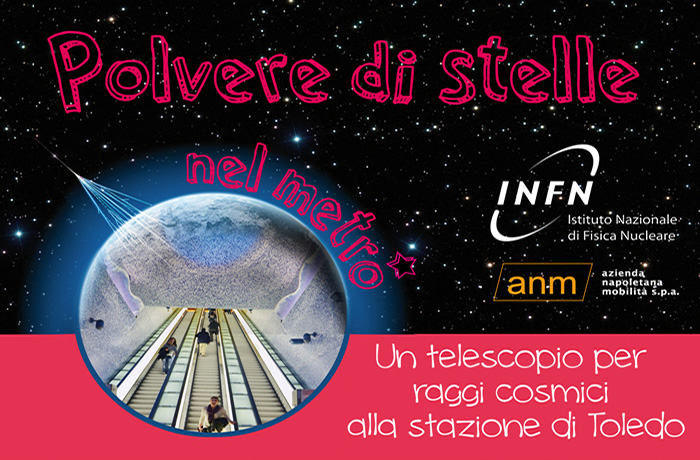 Polvere di stelle
nel metro
INFN
Istituto Nazionale
di Fisica Nucleare
anm
azienda
napoletana
mobilità s.p.a.
Un telescopio per
raggi cosmici
alla stazione di Toledo